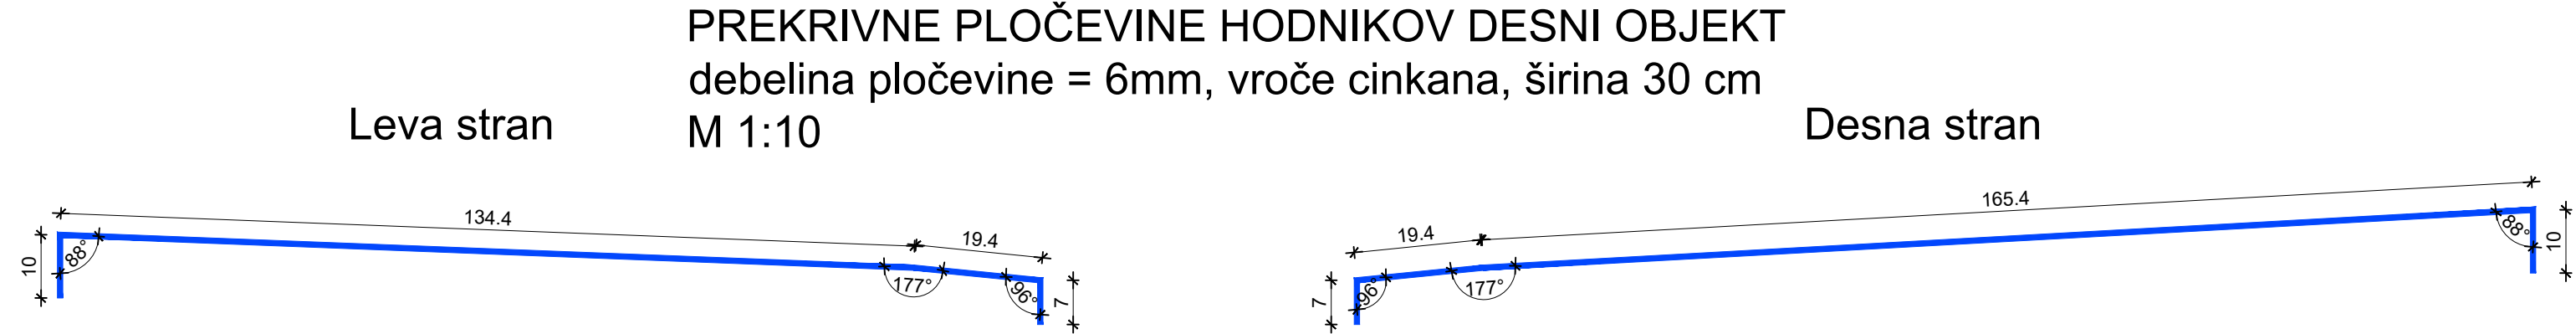 PREKRIVNE PLOČEVINE HODNIKOV DESNI OBJEKT
debelina pločevine = 6mm, vroče cinkana, širina 30 cm
M 1:10
Leva stran
134.4
19.4
10
88°
177°
96°
7
Desna stran
19.4
165.4
7
96°
177°
88°
10